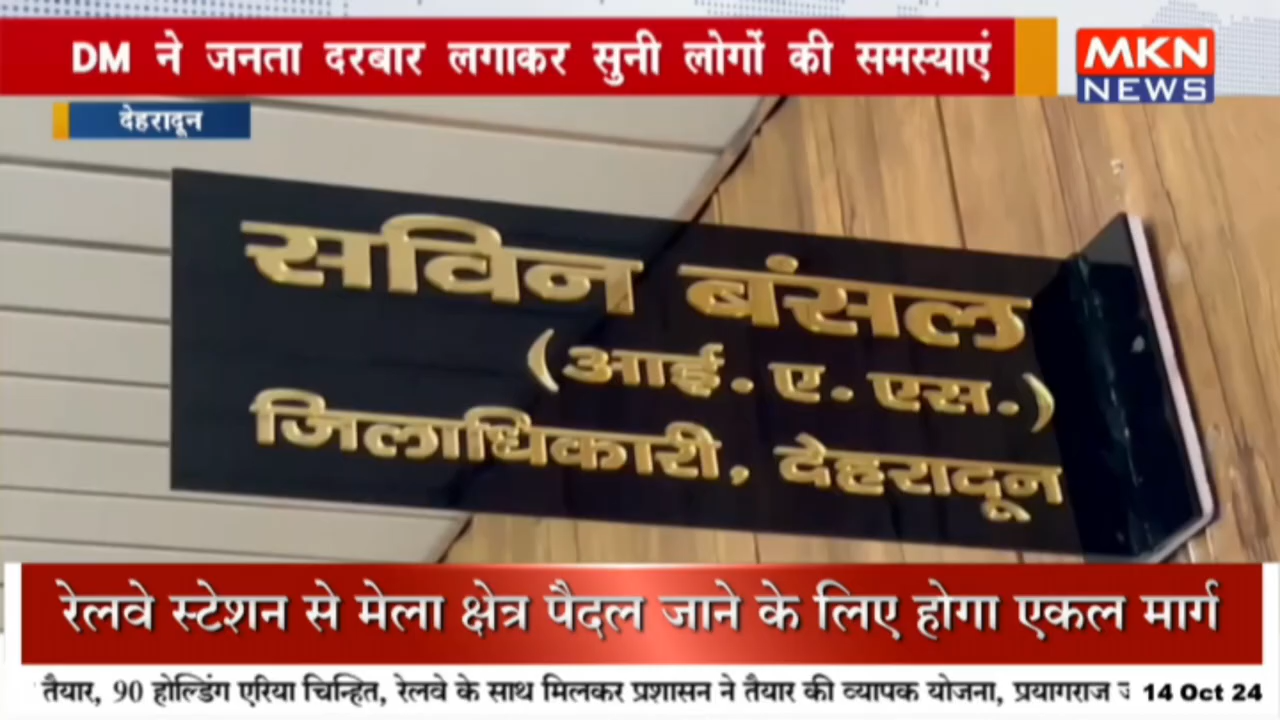 DM ने जनता दरबार लगाकर सुनी लोगों की समस्याएं
MKN
NEWS
देहरादून
सविन बंसल
(आई.ए.एस.)
जिलाधिकारी, देहरादून
रेलवे स्टेशन से मेला क्षेत्र पैदल जाने के लिए होगा एकल मार्ग
तैयार, 90 होल्डिंग एरिया चिन्हित, रेलवे के साथ मिलकर प्रशासन ने तैयार की व्यापक योजना, प्रयागराज
14 Oct 24